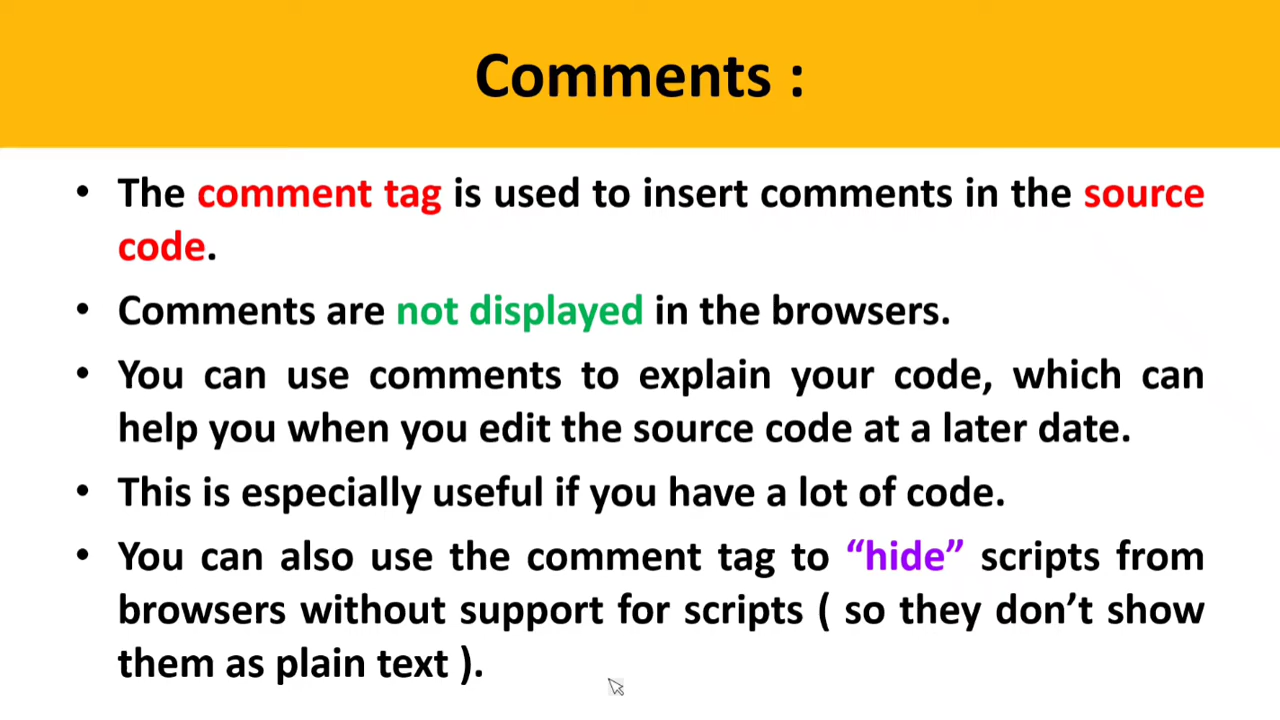 Comments :
• The comment tag is used to insert comments in the source
code.
• Comments are not displayed in the browsers.
• You can use comments to explain your code, which can
help you when you edit the source code at a later date.
• This is especially useful if you have a lot of code.
• You can also use the comment tag to “hide” scripts from
browsers without support for scripts ( so they don’t show
them as plain text ).